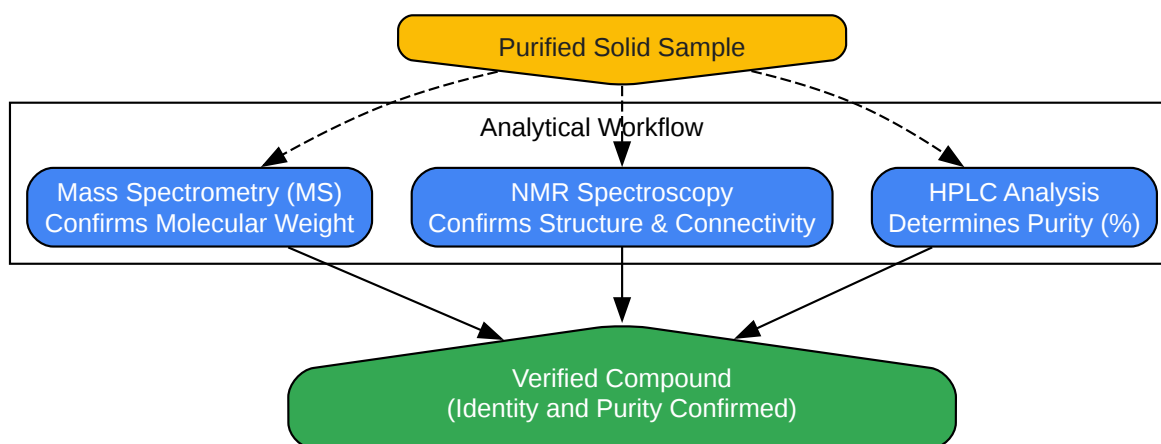 Purified Solid Sample
Analytical Workflow
Mass Spectrometry (MS)
Confirms Molecular Weight
NMR Spectroscopy
Confirms Structure & Connectivity
HPLC Analysis
Determines Purity (%)
Verified Compound
(Identity and Purity Confirmed)